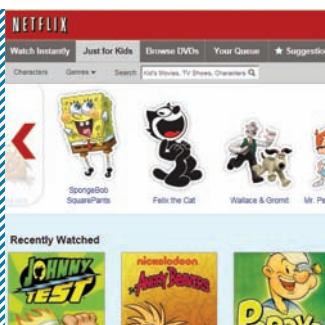 NETFLIX
Watch Instantly Just for Kids Browse DVDs Your Queue ★ Suggestio
Characters Genres ▼ Search Kid's Movies, TV Shows, Characters
SpongeBob SquarePants
Felix the Cat
Wallace & Gromit
Mr. Pe
Recently Watched
JOHNNY TEST
nickelodeon
THE ANGRY BEAVERS
POPEYE